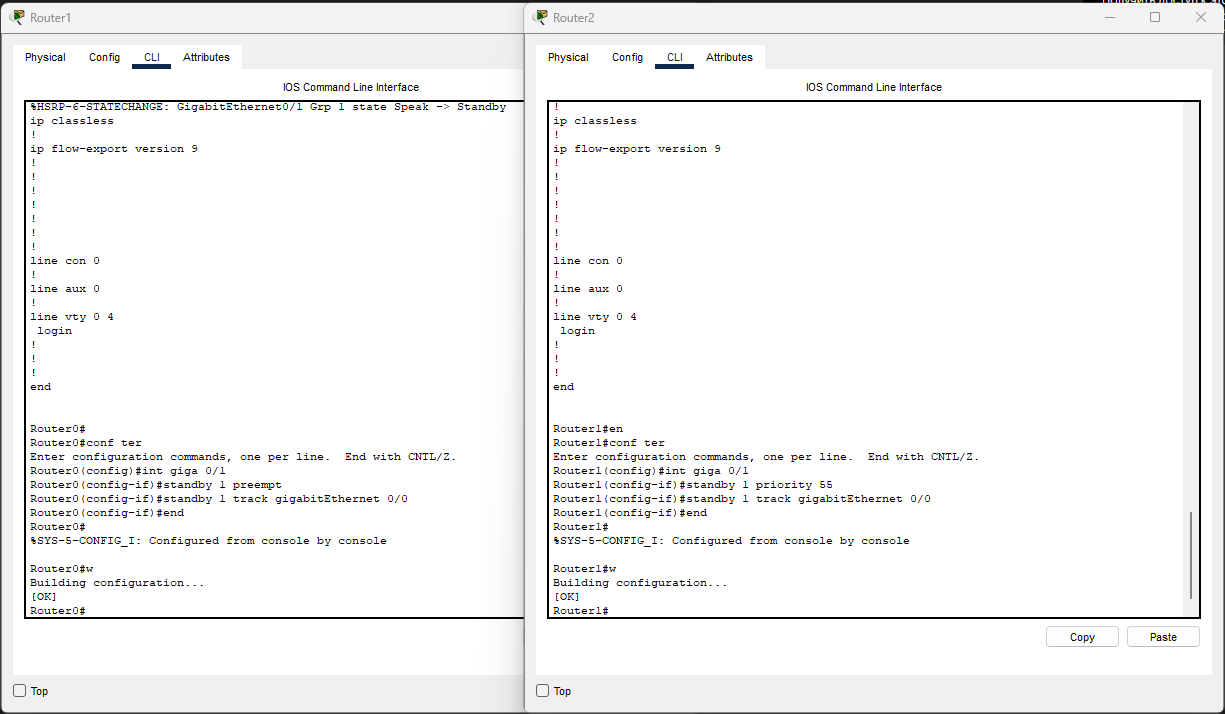 Router1
Physical Config CLI Attributes
IOS Command Line Interface
%HSRP-6-STATECHANGE: GigabitEthernet0/1 Grp 1 state Speak -> Standby
ip classless
!
ip flow-export version 9
!
!
!
!
!
!
!
line con 0
!
line aux 0
!
line vty 0 4
login
!
!
!
end
Router0#
Router0#conf ter
Enter configuration commands, one per line. End with CNTL/Z.
Router0(config)#int giga 0/1
Router0(config-if)#standby 1 preempt
Router0(config-if)#standby 1 track gigabitEthernet 0/0
Router0(config-if)#end
Router0#
%SYS-5-CONFIG_I: Configured from console by console
Router0#w
Building configuration...
[OK]
Router0#
Top
Router2
Physical Config CLI Attributes
IOS Command Line Interface
!
ip classless
!
ip flow-export version 9
!
!
!
!
!
!
!
line con 0
!
line aux 0
!
line vty 0 4
login
!
!
!
end
Router1#en
Router1#conf ter
Enter configuration commands, one per line. End with CNTL/Z.
Router1(config)#int giga 0/1
Router1(config-if)#standby 1 priority 55
Router1(config-if)#standby 1 track gigabitEthernet 0/0
Router1(config-if)#end
Router1#
%SYS-5-CONFIG_I: Configured from console by console
Router1#w
Building configuration...
[OK]
Router1#
Copy Paste
Top